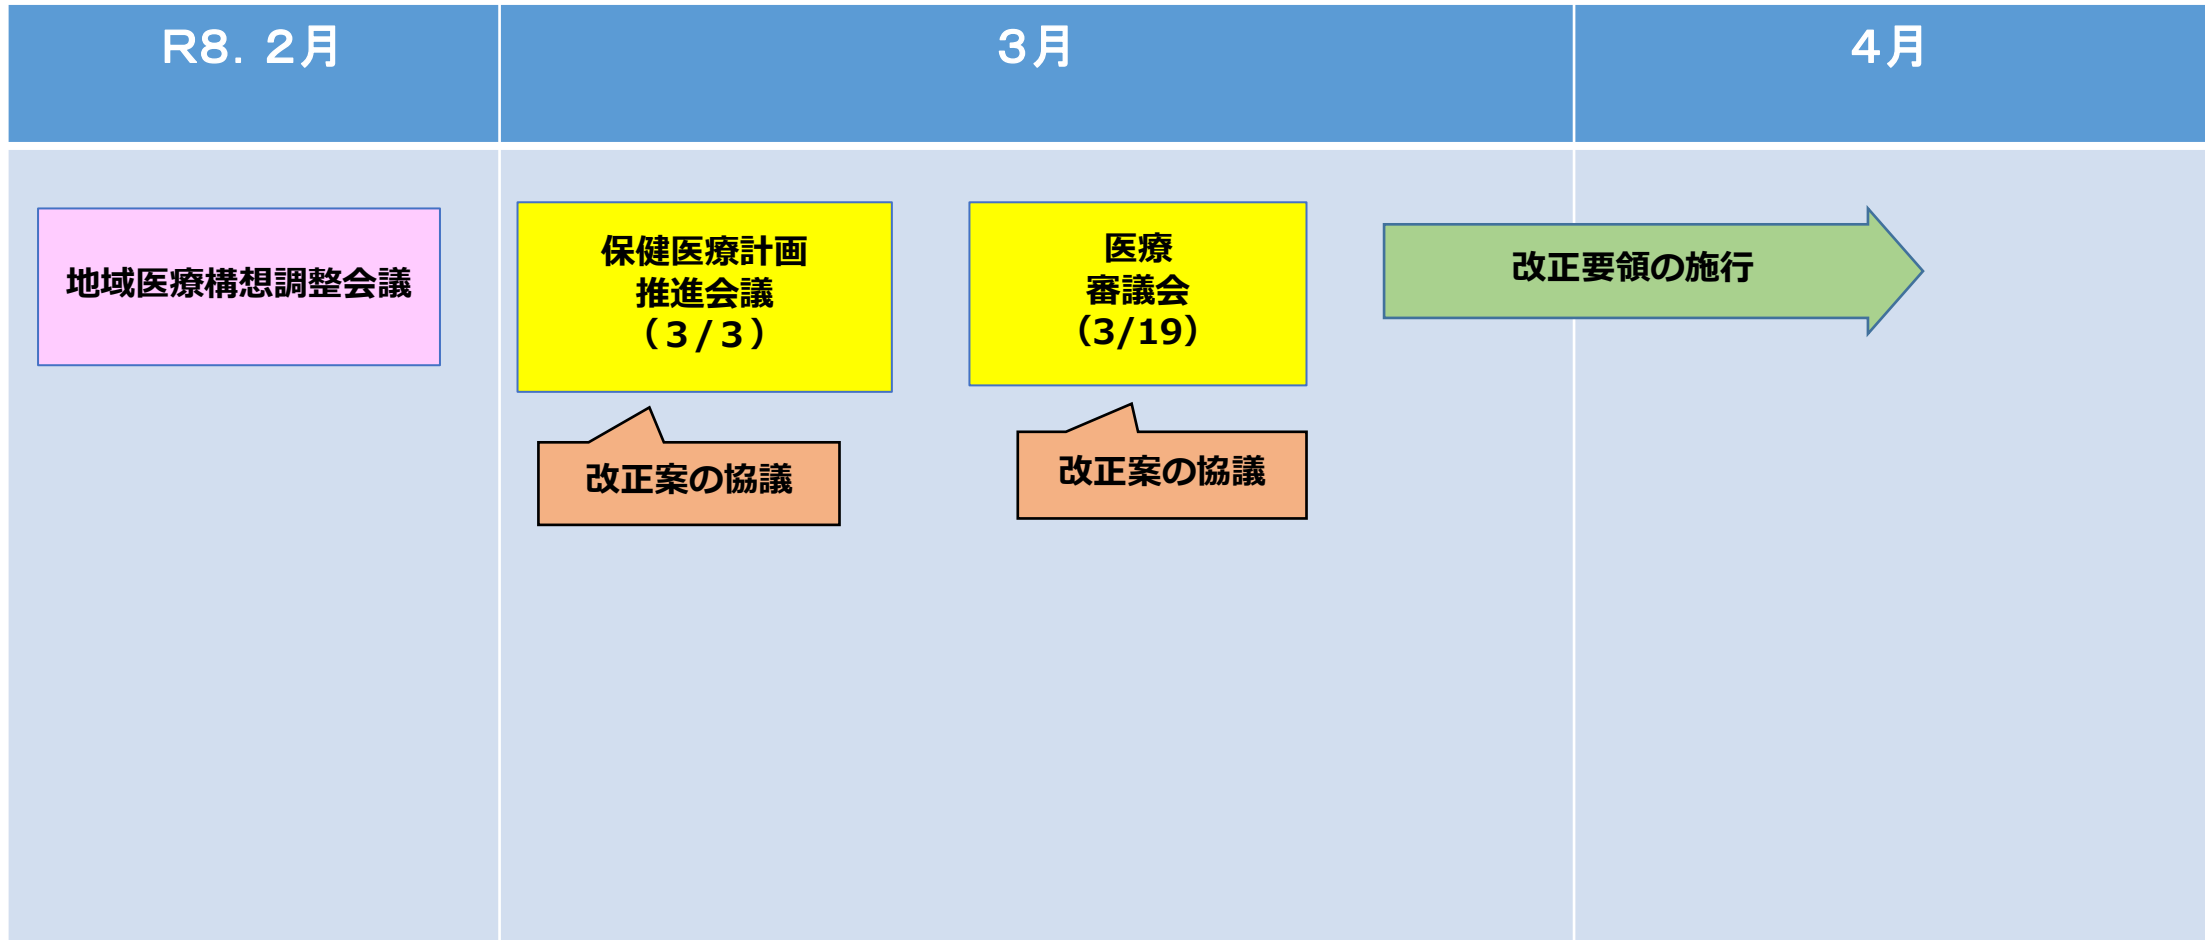 R8．２月
３月
４月
地域医療構想調整会議
保健医療計画
推進会議
（３/３）
医療
審議会
（3/19）
改正要領の施行
改正案の協議
改正案の協議